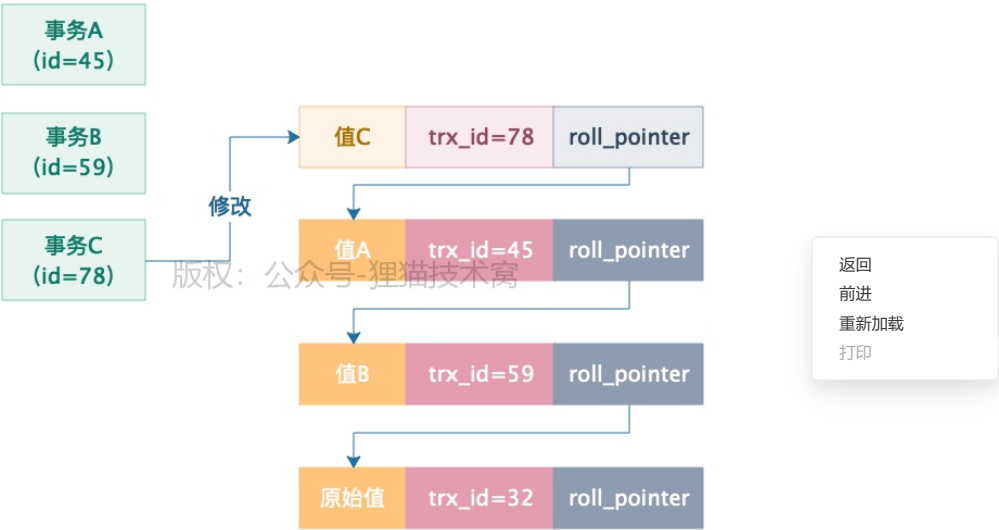 事务A
(id=45)
事务B
(id=59)
值C trx_id=78 roll_pointer
修改
事务C
(id=78)
值A trx_id=45 roll_pointer
版权：公众号-狸猫技术窝
返回
前进
重新加载
打印
值B trx_id=59 roll_pointer
原始值 trx_id=32 roll_pointer